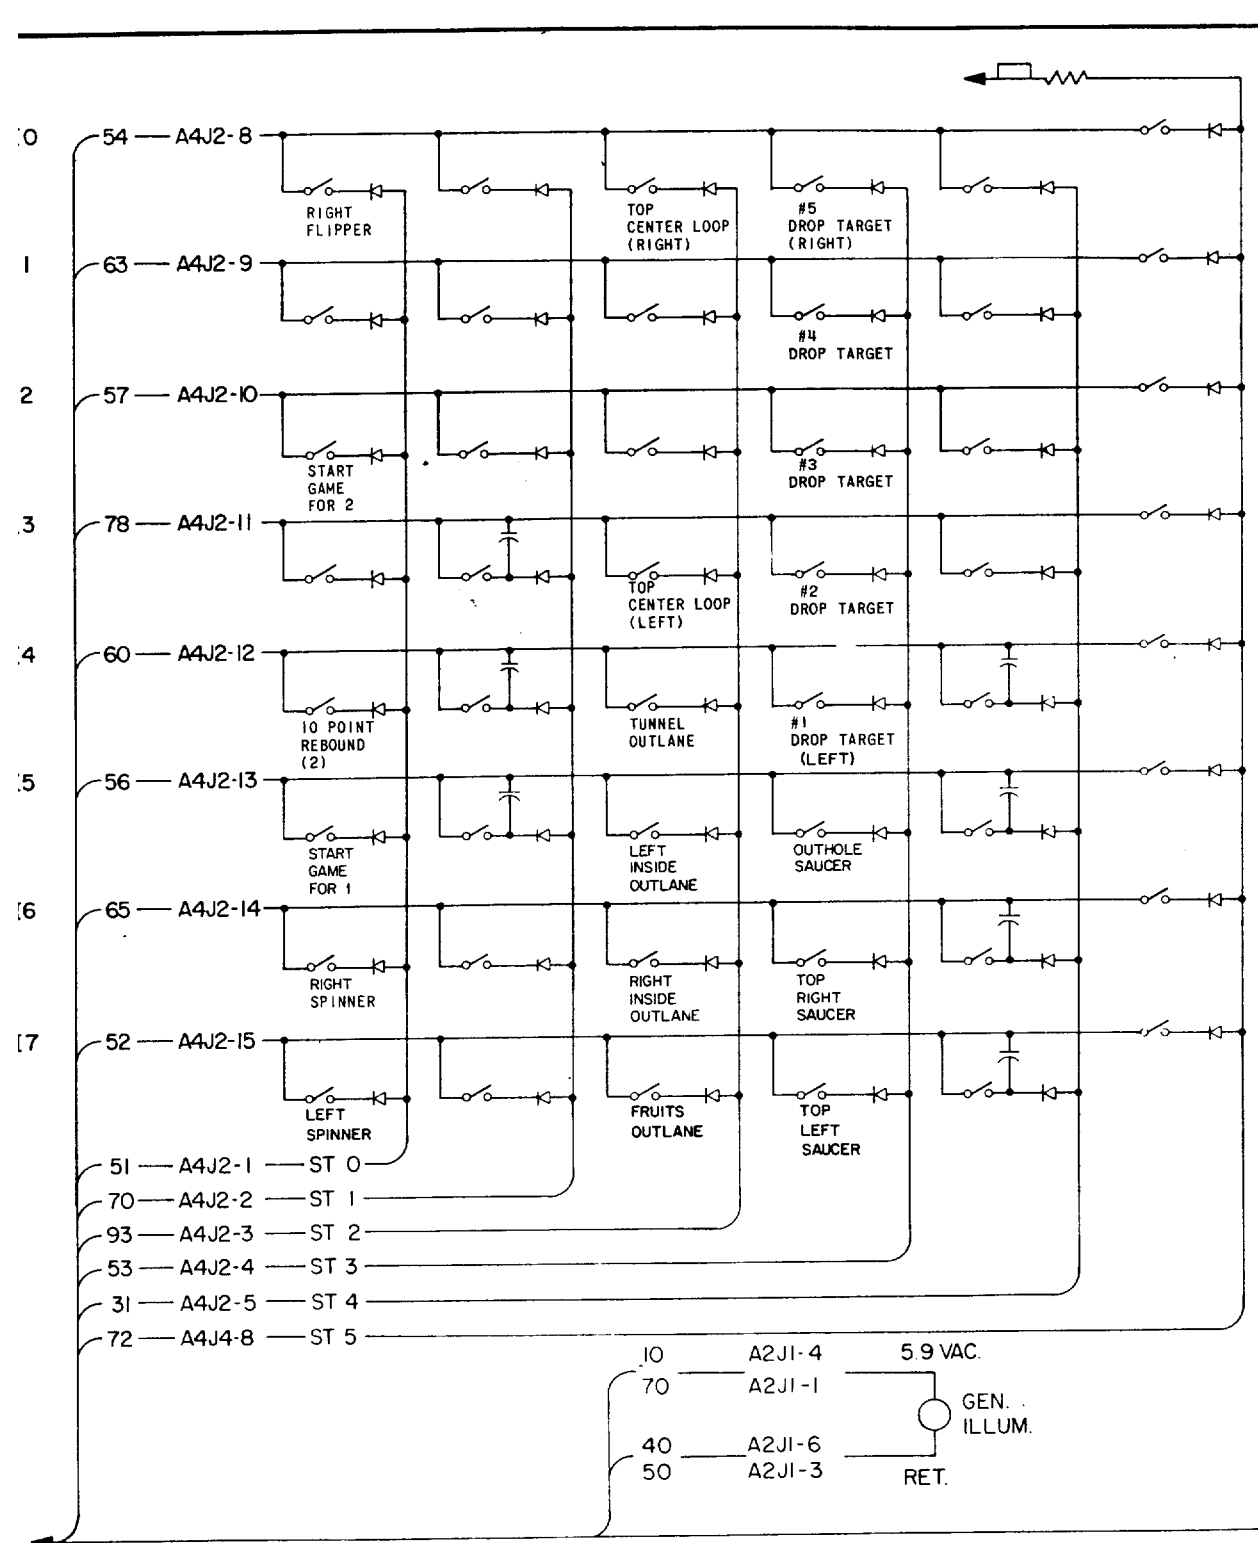 :0 54 A4J2-8
RIGHT
FLIPPER
TOP
CENTER LOOP
(RIGHT)
#5
DROP TARGET
(RIGHT)
1 63 A4J2-9
#4
DROP TARGET
2 57 A4J2-10
START
GAME
FOR 2
#3
DROP TARGET
.3 78 A4J2-11
TOP
CENTER LOOP
(LEFT)
#2
DROP TARGET
:4 60 A4J2-12
10 POINT
REBOUND
(2)
TUNNEL
OUTLANE
#1
DROP TARGET
(LEFT)
:5 56 A4J2-13
START
GAME
FOR 1
LEFT
INSIDE
OUTLANE
OUTHOLE
SAUCER
:6 65 A4J2-14
RIGHT
SPINNER
RIGHT
INSIDE
OUTLANE
TOP
RIGHT
SAUCER
:7 52 A4J2-15
LEFT
SPINNER
FRUITS
OUTLANE
TOP
LEFT
SAUCER
51 A4J2-1 ST 0
70 A4J2-2 ST 1
93 A4J2-3 ST 2
53 A4J2-4 ST 3
31 A4J2-5 ST 4
72 A4J4-8 ST 5
10 A2J1-4 5.9 VAC.
70 A2J1-1
GEN.
ILLUM.
40 A2J1-6
50 A2J1-3 RET.